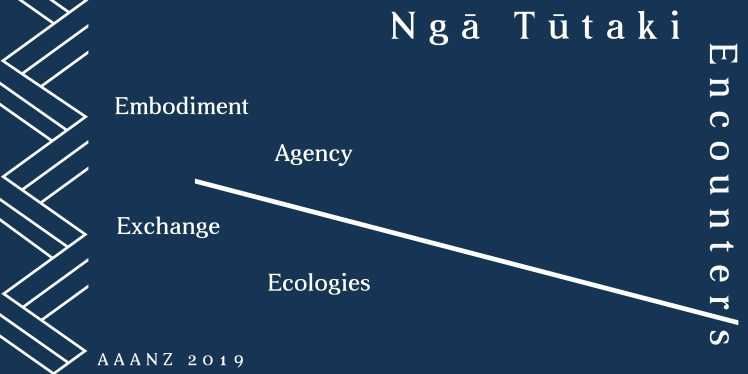 Ngā Tūtaki
Encounters
Embodiment
Agency
Exchange
Ecologies
AAANZ 2019